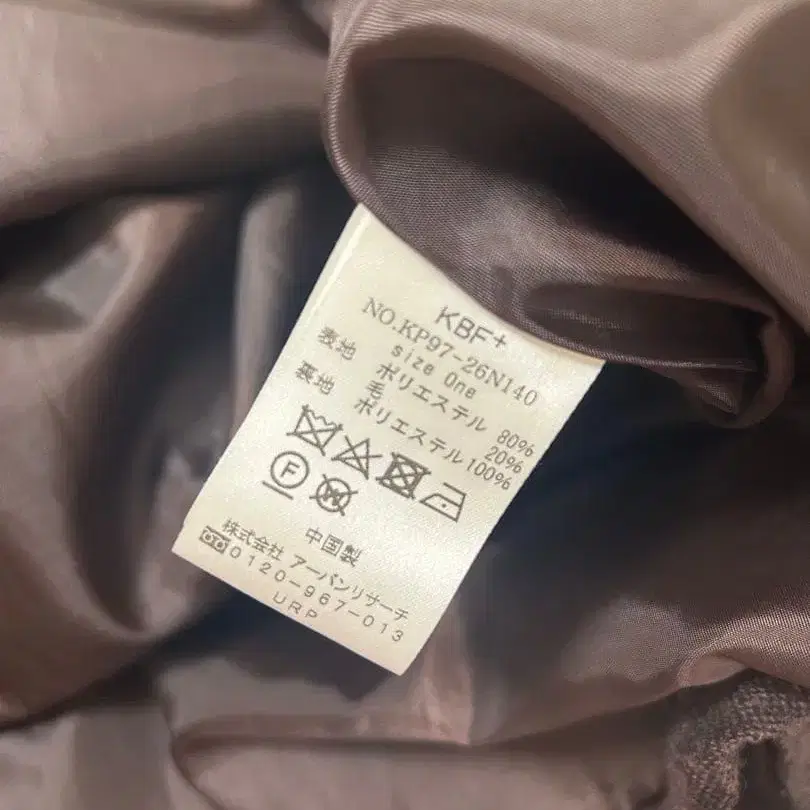 KBF+
NO.KP97-26N140
size One
表地 ポリエステル 80%
毛 20%
裏地 ポリエステル 100%
F
W
中国製
株式会社 アーバンリサーチ
0120-967-013
URP